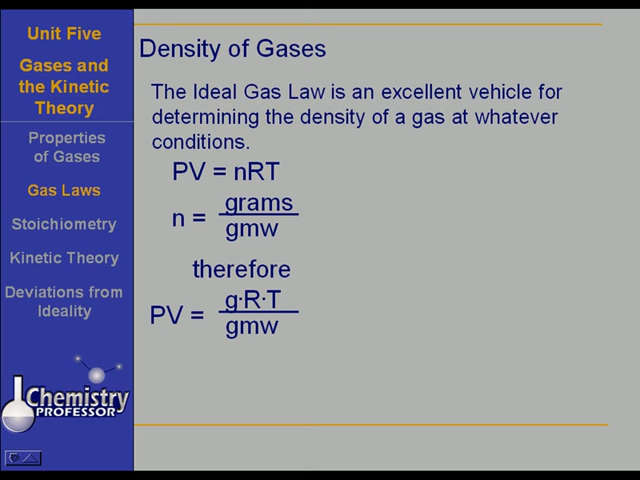 Unit Five
Gases and
the Kinetic
Theory
Properties
of Gases
Gas Laws
Stoichiometry
Kinetic Theory
Deviations from
Ideality
Chemistry
PROFESSOR
Density of Gases
The Ideal Gas Law is an excellent vehicle for
determining the density of a gas at whatever
conditions.
PV = nRT
n = grams
gmw
therefore
PV = g·R·T
gmw